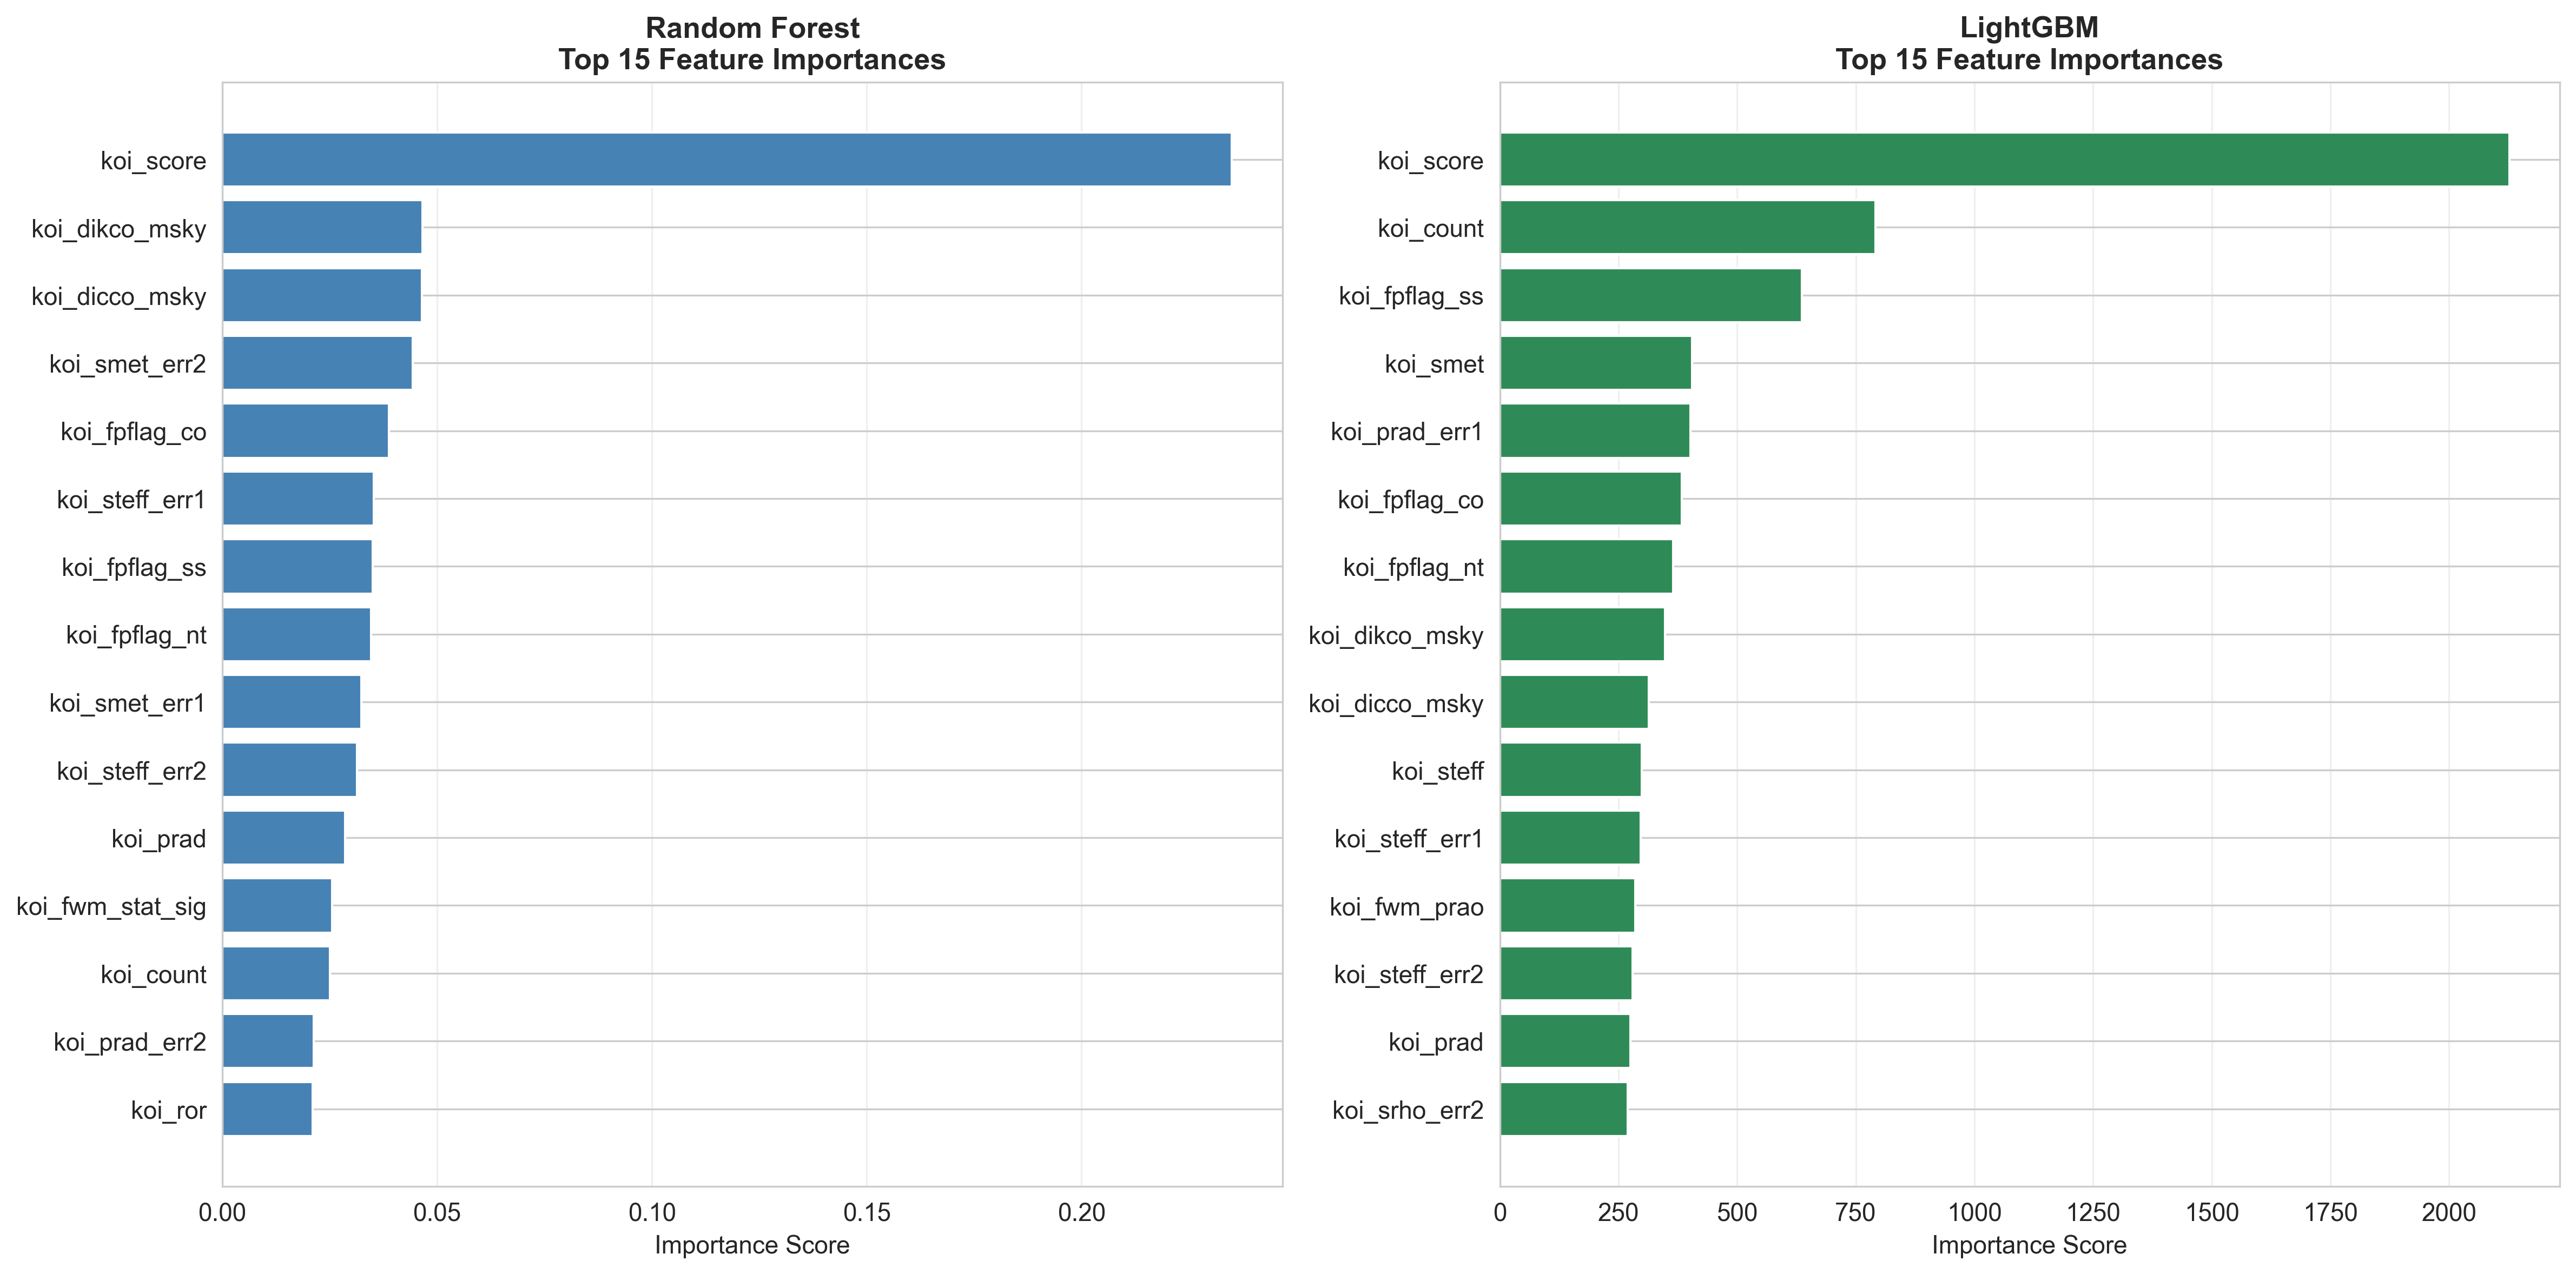 Random Forest
Top 15 Feature Importances
koi_score
koi_dikco_msky
koi_dicco_msky
koi_smet_err2
koi_fpflag_co
koi_steff_err1
koi_fpflag_ss
koi_fpflag_nt
koi_smet_err1
koi_steff_err2
koi_prad
koi_fwm_stat_sig
koi_count
koi_prad_err2
koi_ror
0.00 0.05 0.10 0.15 0.20
Importance Score
LightGBM
Top 15 Feature Importances
koi_score
koi_count
koi_fpflag_ss
koi_smet
koi_prad_err1
koi_fpflag_co
koi_fpflag_nt
koi_dikco_msky
koi_dicco_msky
koi_steff
koi_steff_err1
koi_fwm_prao
koi_steff_err2
koi_prad
koi_srho_err2
0 250 500 750 1000 1250 1500 1750 2000
Importance Score